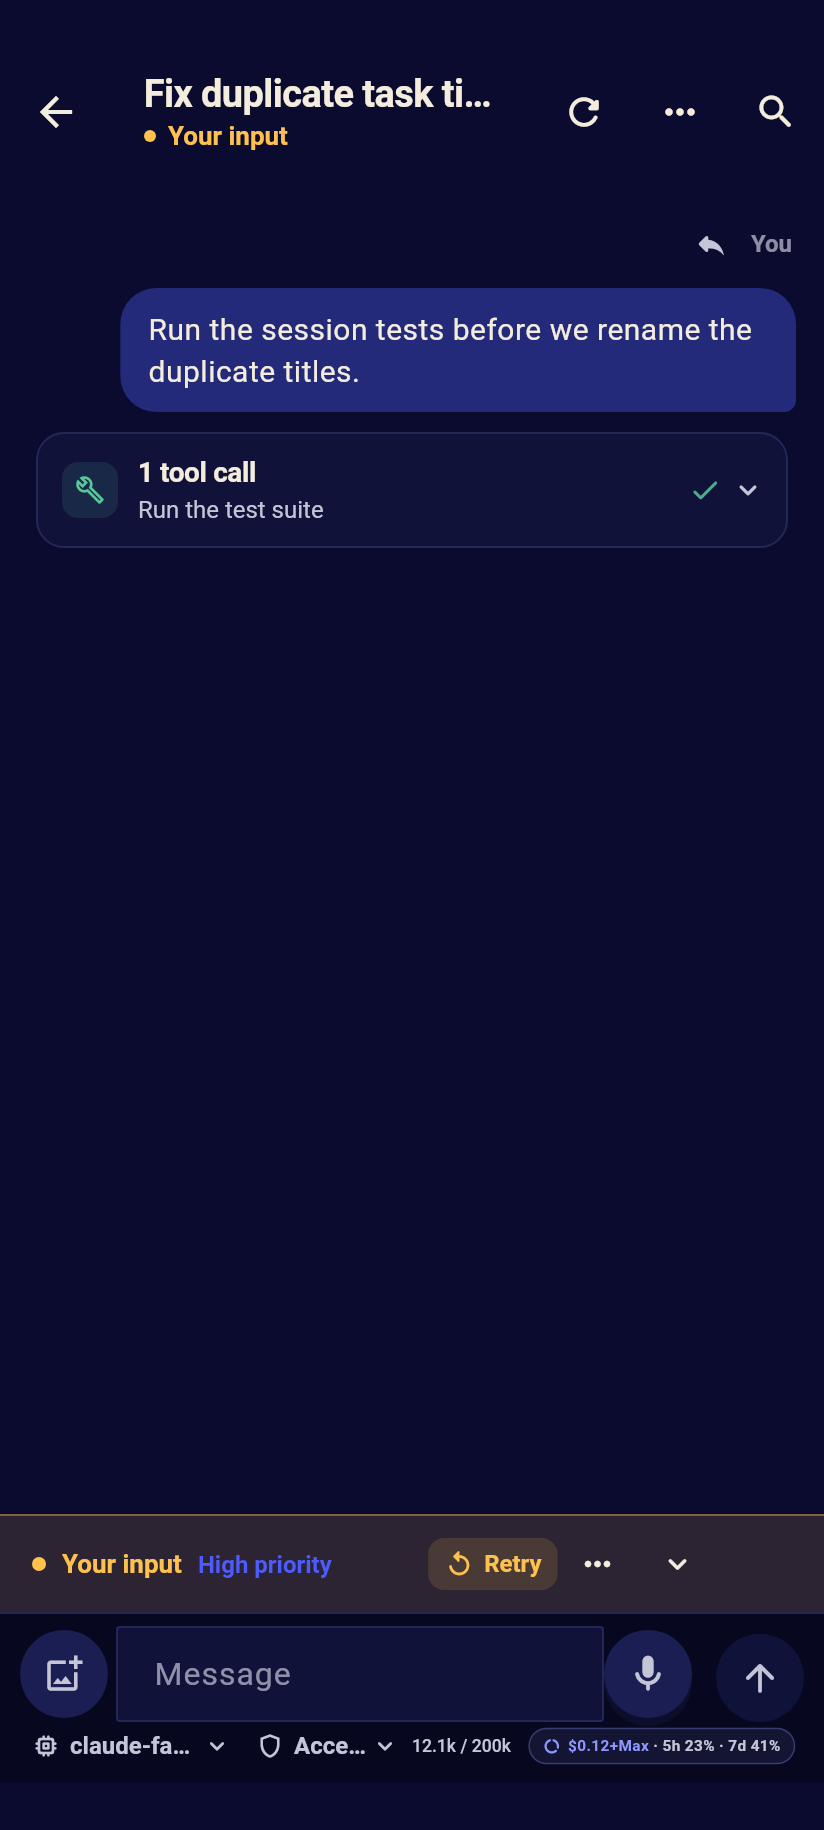 Fix duplicate task ti...
Your input
You
Run the session tests before we rename the
duplicate titles.
1 tool call
Run the test suite
Your input High priority Retry
Message
claude-fa... Acce... 12.1k / 200k $0.12+Max · 5h 23% · 7d 41%